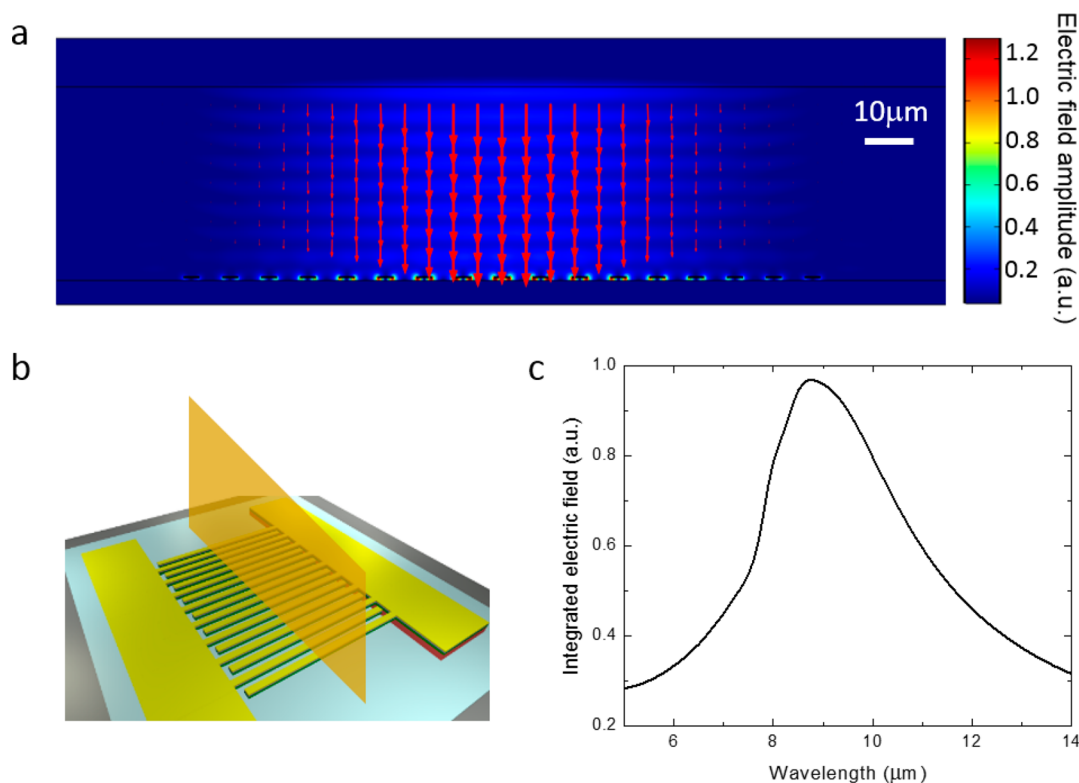 a
10μm
1.2
1.0
0.8
0.6
0.4
0.2
Electric field amplitude (a.u.)
b
c
1.0
0.8
0.6
0.4
0.2
Integrated electric field (a.u.)
6 8 10 12 14
Wavelength (μm)